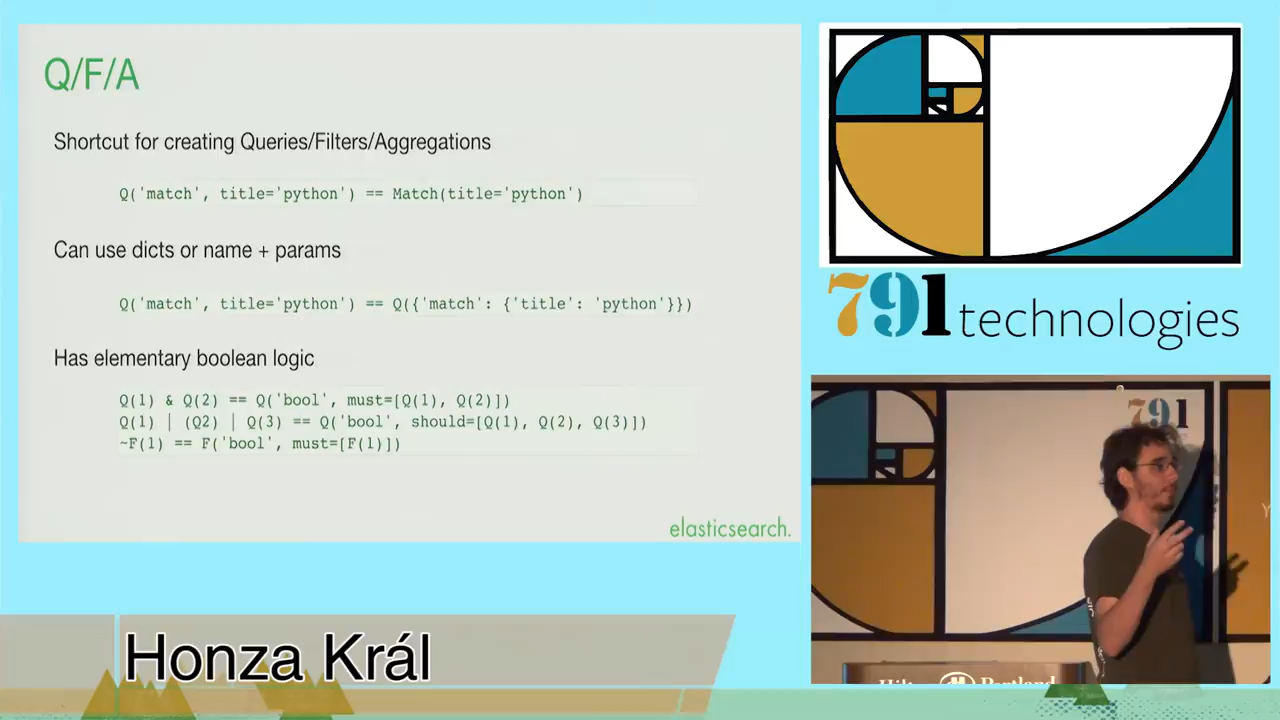 Q/F/A
Shortcut for creating Queries/Filters/Aggregations
Q('match', title='python') == Match(title='python')
Can use dicts or name + params
Q('match', title='python') == Q({'match': {'title': 'python'}})
Has elementary boolean logic
Q(1) & Q(2) == Q('bool', must=[Q(1), Q(2)])
Q(1) | (Q2) | Q(3) == Q('bool', should=[Q(1), Q(2), Q(3)])
~F(1) == F('bool', must=[F(1)])
elasticsearch.
Honza Král
791 technologies
791
Portland